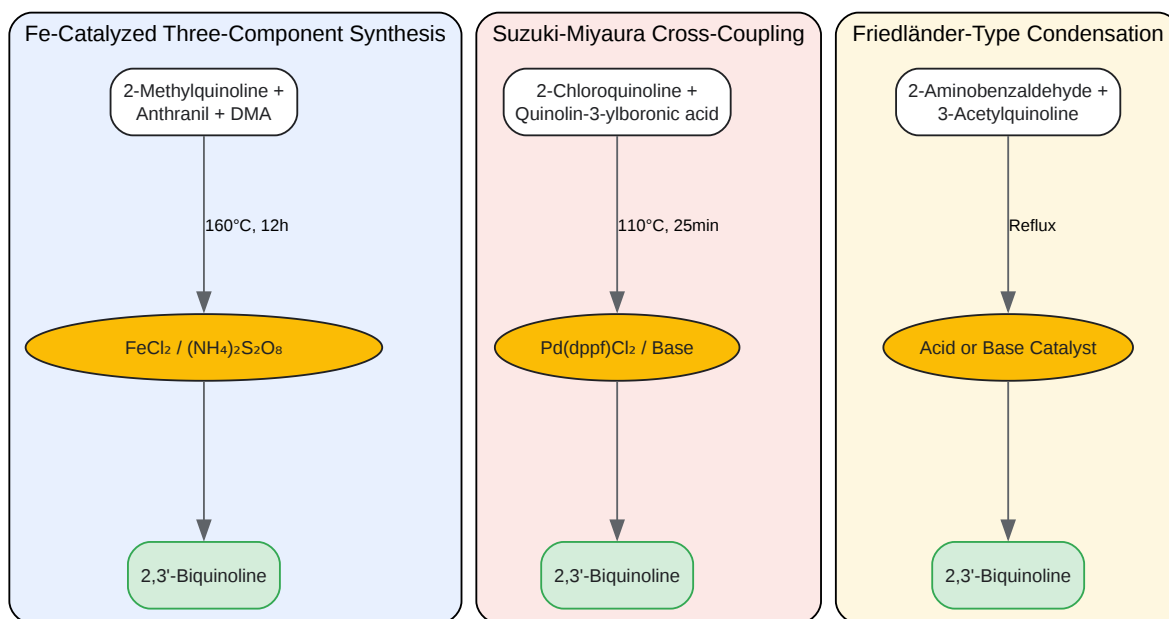 Fe-Catalyzed Three-Component Synthesis
2-Methylquinoline +
Anthranil + DMA
160°C, 12h
FeCl₂ / (NH₄)₂S₂O₈
2,3'-Biquinoline
Suzuki-Miyaura Cross-Coupling
2-Chloroquinoline +
Quinolin-3-ylboronic acid
110°C, 25min
Pd(dppf)Cl₂ / Base
2,3'-Biquinoline
Friedländer-Type Condensation
2-Aminobenzaldehyde +
3-Acetylquinoline
Reflux
Acid or Base Catalyst
2,3'-Biquinoline